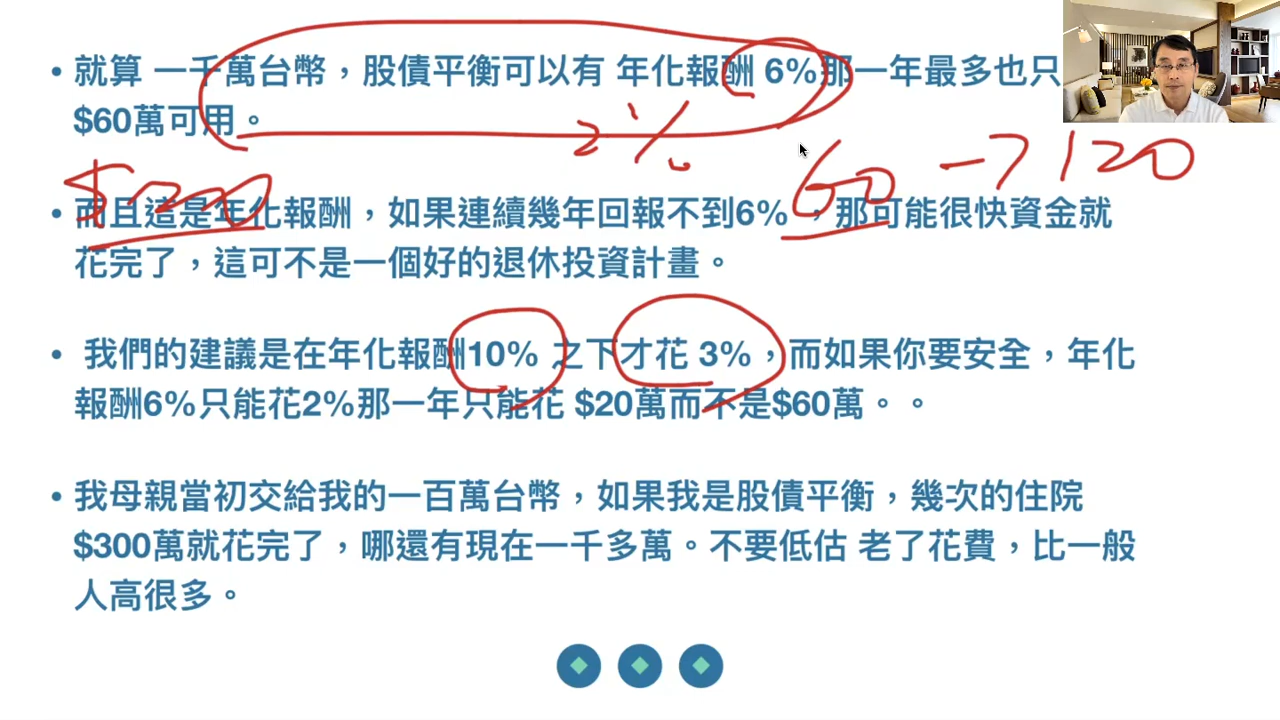 • 就算 一千萬台幣，股債平衡可以有 年化報酬 6%那一年最多也只
$60萬可用。
2%
60 → 120
$1200
• 而且這是年化報酬，如果連續幾年回報不到6% ，那可能很快資金就
花完了，這可不是一個好的退休投資計畫。
• 我們的建議是在年化報酬10% 之下才花 3%，而如果你要安全，年化
報酬6%只能花2%那一年只能花 $20萬而不是$60萬。。
• 我母親當初交給我的一百萬台幣，如果我是股債平衡，幾次的住院
$300萬就花完了，哪還有現在一千多萬。不要低估 老了花費，比一般
人高很多。